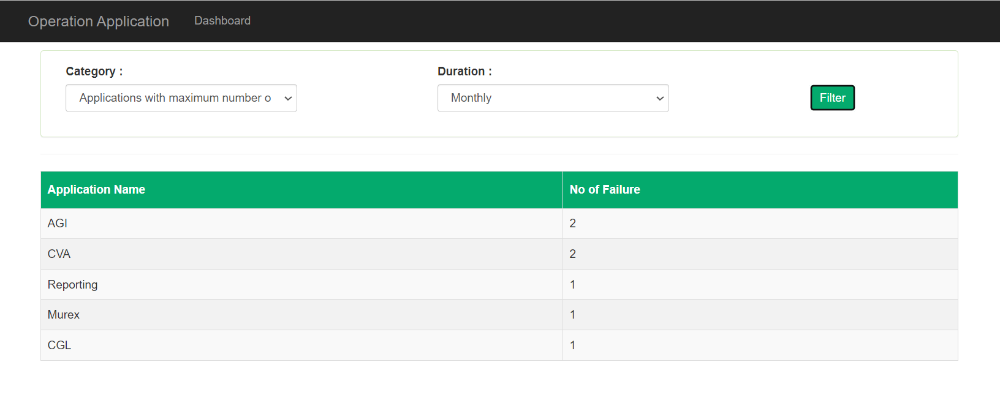 Operation Application Dashboard
Category : Duration :
Applications with maximum number o Monthly Filter
Application Name No of Failure
AGI 2
CVA 2
Reporting 1
Murex 1
CGL 1